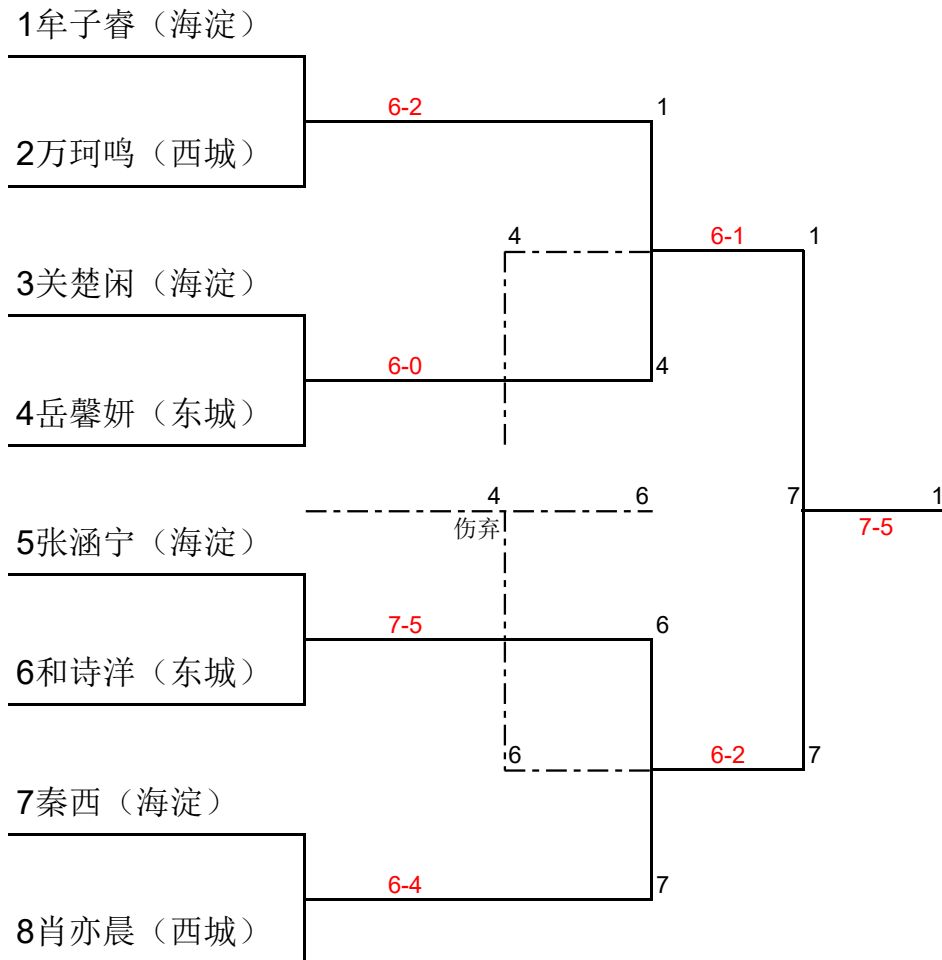 1牟子睿（海淀）
6-2
1
2万珂鸣（西城）
4
6-1
1
3关楚闲（海淀）
6-0
4
4岳馨妍（东城）
4
6
7
1
伤弃
7-5
5张涵宁（海淀）
7-5
6
6和诗洋（东城）
6
6-2
7
7秦西（海淀）
6-4
7
8肖亦晨（西城）